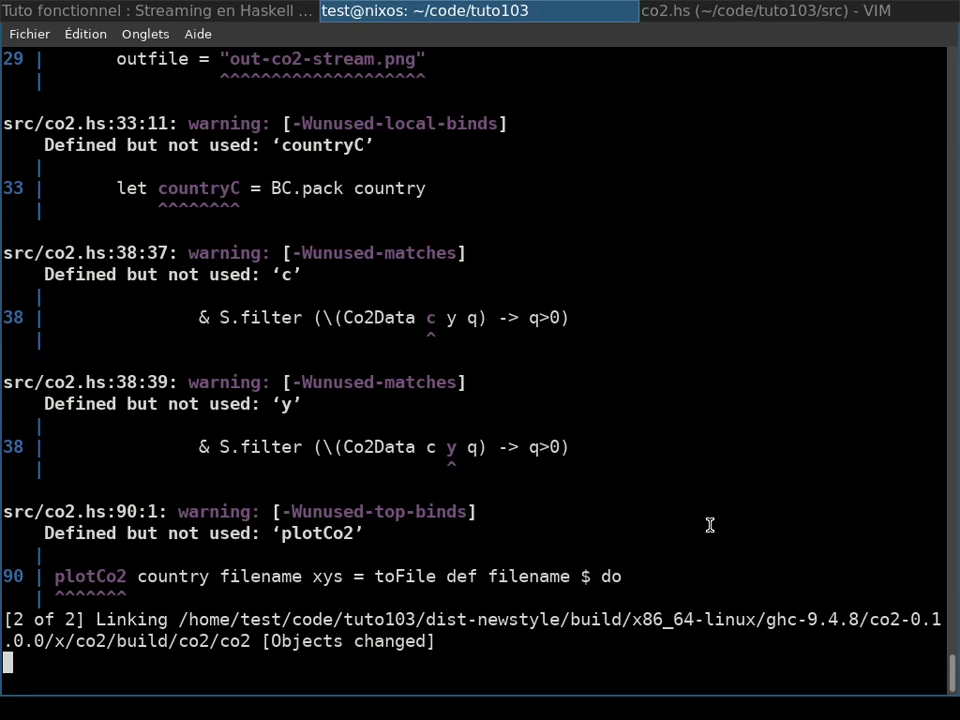 Tuto fonctionnel : Streaming en Haskell ... test@nixos: ~/code/tuto103 co2.hs (~/code/tuto103/src) - VIM
Fichier Édition Onglets Aide
29 |       outfile = "out-co2-stream.png"
   |                 ^^^^^^^^^^^^^^^^^^^^
src/co2.hs:33:11: warning: [-Wunused-local-binds]
    Defined but not used: ‘countryC’
   |
33 |       let countryC = BC.pack country
   |           ^^^^^^^^
src/co2.hs:38:37: warning: [-Wunused-matches]
    Defined but not used: ‘c’
   |
38 |               & S.filter (\(Co2Data c y q) -> q>0)
   |                                     ^
src/co2.hs:38:39: warning: [-Wunused-matches]
    Defined but not used: ‘y’
   |
38 |               & S.filter (\(Co2Data c y q) -> q>0)
   |                                       ^
src/co2.hs:90:1: warning: [-Wunused-top-binds]
    Defined but not used: ‘plotCo2’
   |
90 | plotCo2 country filename xys = toFile def filename $ do
   | ^^^^^^^
[2 of 2] Linking /home/test/code/tuto103/dist-newstyle/build/x86_64-linux/ghc-9.4.8/co2-0.1
.0.0/x/co2/build/co2/co2 [Objects changed]